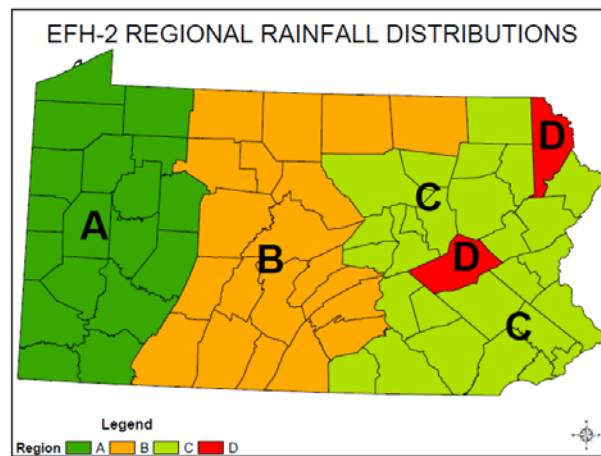 EFH-2 REGIONAL RAINFALL DISTRIBUTIONS
D
C
A
B
D
C
Legend
Region A B C D